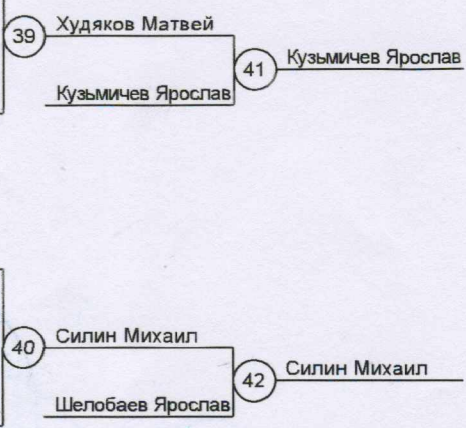 39
Худяков Матвей
41
Кузьмичев Ярослав
Кузьмичев Ярослав
40
Силин Михаил
42
Силин Михаил
Шелобаев Ярослав